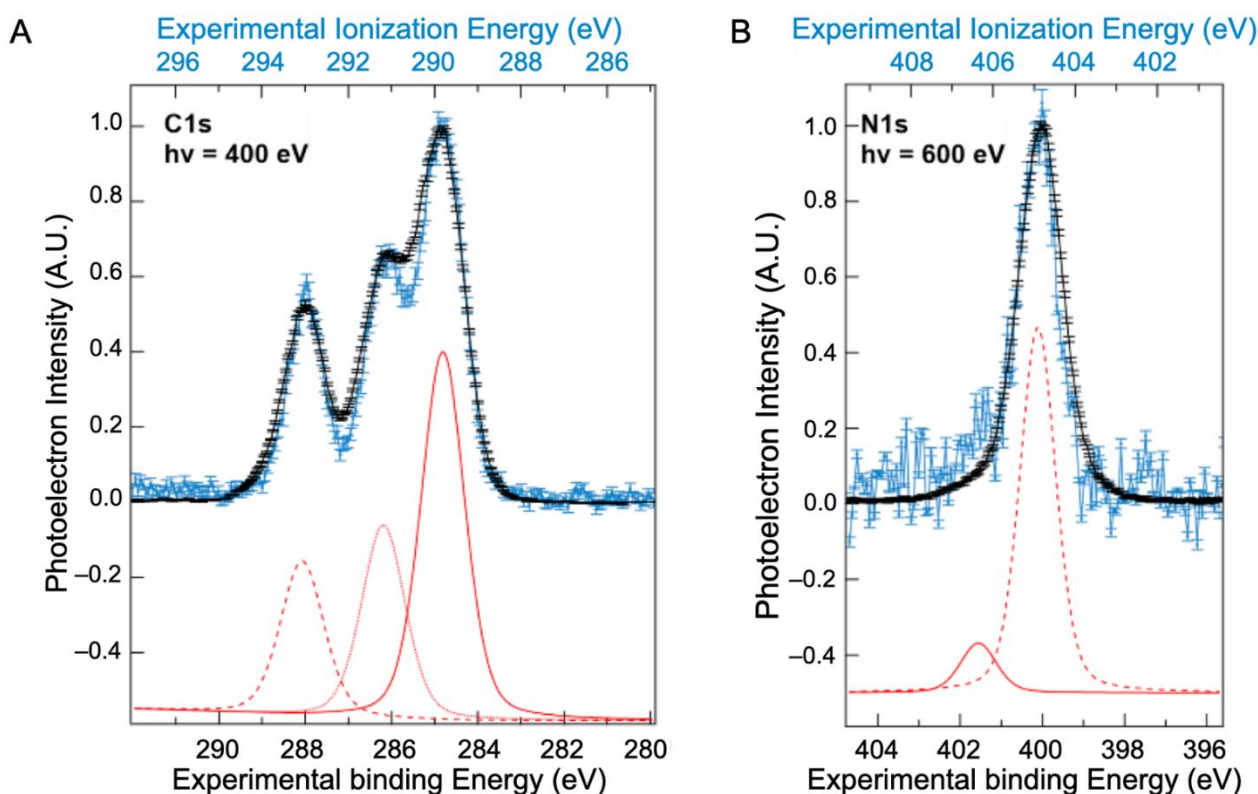 A
Experimental Ionization Energy (eV)
296 294 292 290 288 286
C1s
hν = 400 eV
Photoelectron Intensity (A.U.)
1.0
0.8
0.6
0.4
0.2
0.0
–0.2
–0.4
290 288 286 284 282 280
Experimental binding Energy (eV)
B
Experimental Ionization Energy (eV)
408 406 404 402
N1s
hν = 600 eV
Photoelectron Intensity (A.U.)
1.0
0.8
0.6
0.4
0.2
0.0
–0.2
–0.4
404 402 400 398 396
Experimental binding Energy (eV)